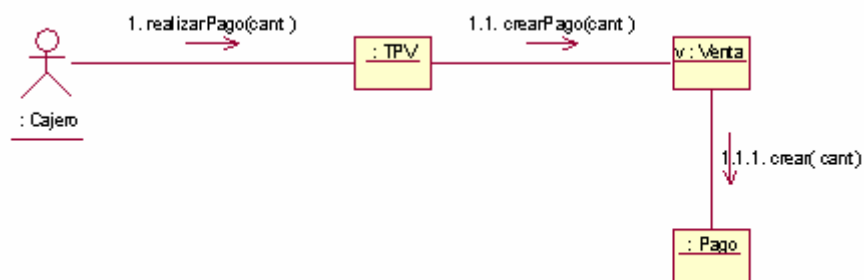 1. realizarPago(cant )
1.1. crearPago(cant )
: TPV
v : Venta
: Cajero
1.1.1. crear( cant )
: Pago